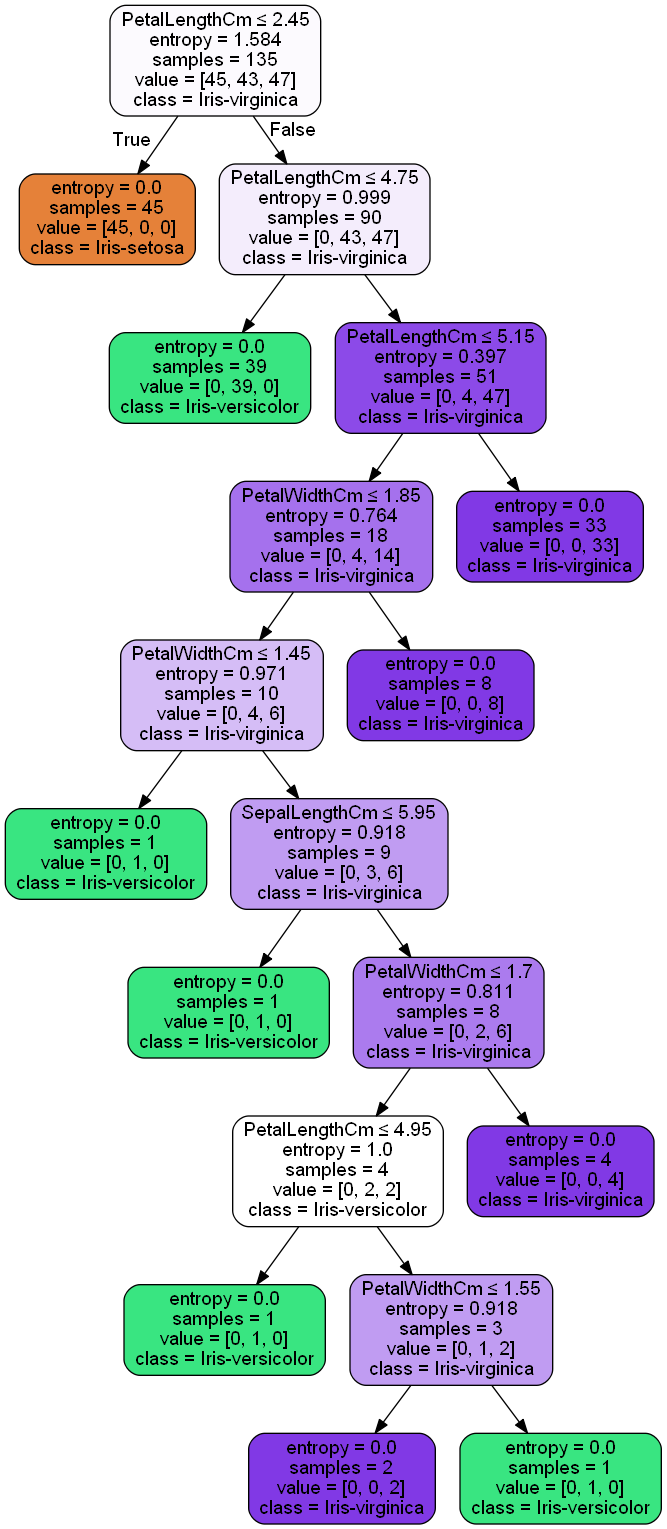 PetalLengthCm ≤ 2.45
entropy = 1.584
samples = 135
value = [45, 43, 47]
class = Iris-virginica
True
False
entropy = 0.0
samples = 45
value = [45, 0, 0]
class = Iris-setosa
PetalLengthCm ≤ 4.75
entropy = 0.999
samples = 90
value = [0, 43, 47]
class = Iris-virginica
entropy = 0.0
samples = 39
value = [0, 39, 0]
class = Iris-versicolor
PetalLengthCm ≤ 5.15
entropy = 0.397
samples = 51
value = [0, 4, 47]
class = Iris-virginica
PetalWidthCm ≤ 1.85
entropy = 0.764
samples = 18
value = [0, 4, 14]
class = Iris-virginica
entropy = 0.0
samples = 33
value = [0, 0, 33]
class = Iris-virginica
PetalWidthCm ≤ 1.45
entropy = 0.971
samples = 10
value = [0, 4, 6]
class = Iris-virginica
entropy = 0.0
samples = 8
value = [0, 0, 8]
class = Iris-virginica
entropy = 0.0
samples = 1
value = [0, 1, 0]
class = Iris-versicolor
SepalLengthCm ≤ 5.95
entropy = 0.918
samples = 9
value = [0, 3, 6]
class = Iris-virginica
entropy = 0.0
samples = 1
value = [0, 1, 0]
class = Iris-versicolor
PetalWidthCm ≤ 1.7
entropy = 0.811
samples = 8
value = [0, 2, 6]
class = Iris-virginica
PetalLengthCm ≤ 4.95
entropy = 1.0
samples = 4
value = [0, 2, 2]
class = Iris-versicolor
entropy = 0.0
samples = 4
value = [0, 0, 4]
class = Iris-virginica
entropy = 0.0
samples = 1
value = [0, 1, 0]
class = Iris-versicolor
PetalWidthCm ≤ 1.55
entropy = 0.918
samples = 3
value = [0, 1, 2]
class = Iris-virginica
entropy = 0.0
samples = 2
value = [0, 0, 2]
class = Iris-virginica
entropy = 0.0
samples = 1
value = [0, 1, 0]
class = Iris-versicolor